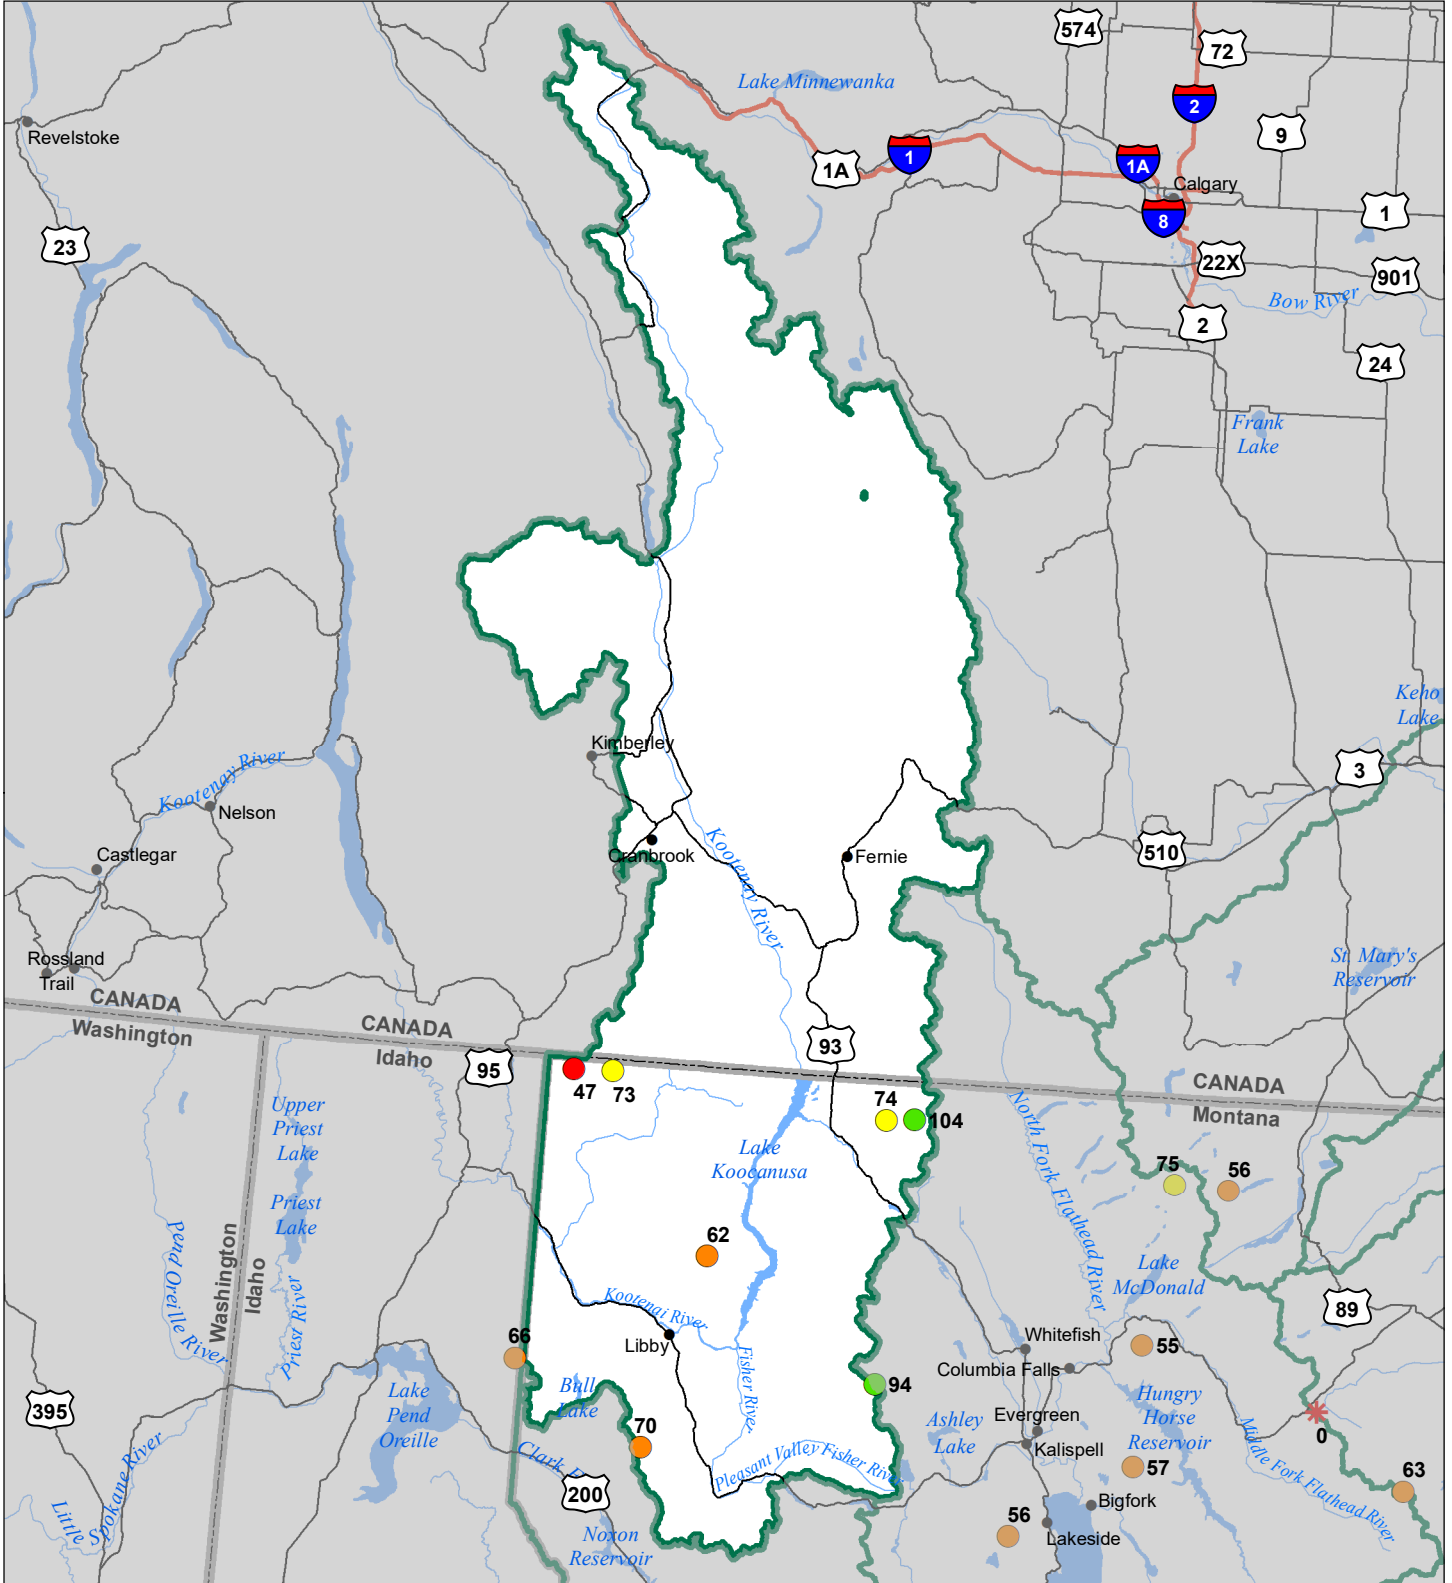 574
72
Lake Minnewanka
2
Revelstoke
9
1A
1
1A
Calgary
8
1
23
22X
901
Bow River
2
24
Frank
Lake
Keho
Lake
Kimberley
3
Kootenay River
Nelson
Kootenay River
Castlegar
Cranbrook
Fernie
510
Rossland
Trail
St. Mary's
Reservoir
CANADA
Washington
CANADA
Idaho
95
93
CANADA
Montana
47
73
74
104
Upper
Priest
Lake
Lake
Koocanusa
North Fork Flathead River
75
56
Priest
Lake
Pend Oreille River
Washington
Idaho
Priest River
62
Lake
McDonald
Kootenai River
89
Libby
66
Whitefish
55
Columbia Falls
Fisher River
Bull
Lake
94
Lake
Pend
Oreille
395
Hungry
Horse
Reservoir
Evergreen
Ashley
Lake
Kalispell
70
0
Middle Fork Flathead River
Clark
Pleasant Valley Fisher River
57
63
200
Bigfork
Little
Spokane River
56
Lakeside
Noxon
Reservoir